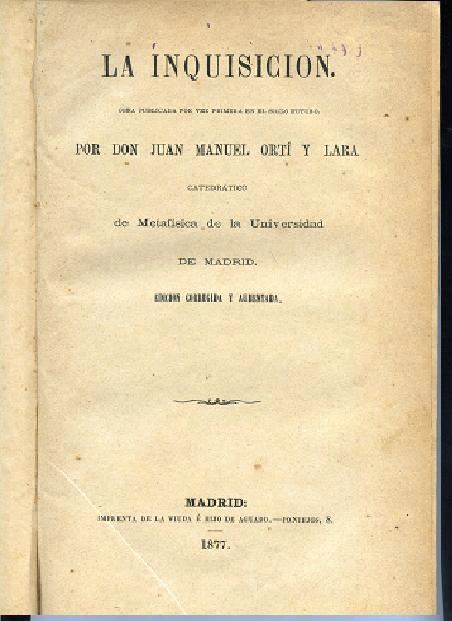 LA INQUISICION.
OBRA PUBLICADA POR VEZ PRIMERA EN EL SIGLO FUTURO,
POR DON JUAN MANUEL ORTÍ Y LARA
CATEDRÁTICO
de Metafísica de la Universidad
DE MADRID.
EDICION CORREGIDA Y AUMENTADA.
MADRID:
IMPRENTA DE LA VIUDA É HIJO DE AGUADO.—PONTEJOS, 8.
1877.